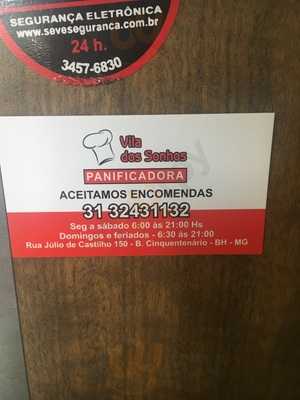 SEGURANÇA ELETRÔNICA
www.seveseguranca.com.br
24 h.
3457-6830
Vila
dos Sonhos
PANIFICADORA
ACEITAMOS ENCOMENDAS
31 32431132
Seg a sábado 6:00 às 21:00 Hs
Domingos e feriados - 6:30 ás 21:00
Rua Júlio de Castilho 150 - B. Cinquentenário - BH - MG